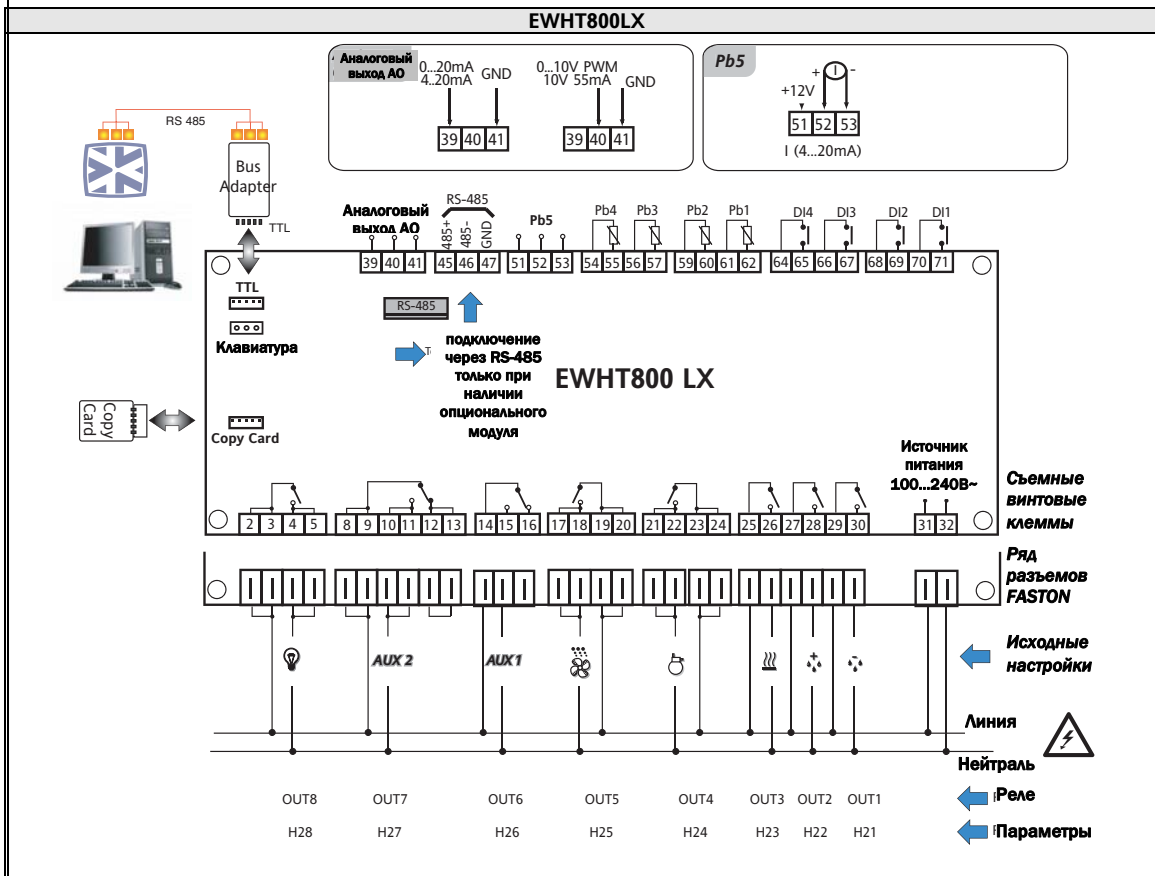 EWHT800LX
Аналоговый
выход AO
0...20mA
4..20mA
GND
39 40 41
0...10V PWM
10V 55mA
GND
39 40 41
Pb5
+ I -
+12V
51 52 53
I (4...20mA)
RS 485
Bus
Adapter
TTL
TTL
Клавиатура
Copy
Card
Copy Card
Аналоговый
выход AO
RS-485
485+
485-
GND
Pb5
Pb4
Pb3
Pb2
Pb1
DI4
DI3
DI2
DI1
39 40 41
45 46 47
51 52 53
54 55 56 57
59 60 61 62
64 65 66 67
68 69 70 71
RS-485
подключение
через RS-485
только при
наличии
опционального
модуля
EWHT800 LX
Источник
питания
100...240В~
Съемные
винтовые
клеммы
2 3 4 5
8 9 10 11 12 13
14 15 16
17 18 19 20
21 22 23 24
25 26 27 28 29 30
31 32
Ряд
разъемов
FASTON
AUX 2
AUX 1
Исходные
настройки
Линия
Нейтраль
OUT8 OUT7 OUT6 OUT5 OUT4 OUT3 OUT2 OUT1
Реле
H28 H27 H26 H25 H24 H23 H22 H21
Параметры